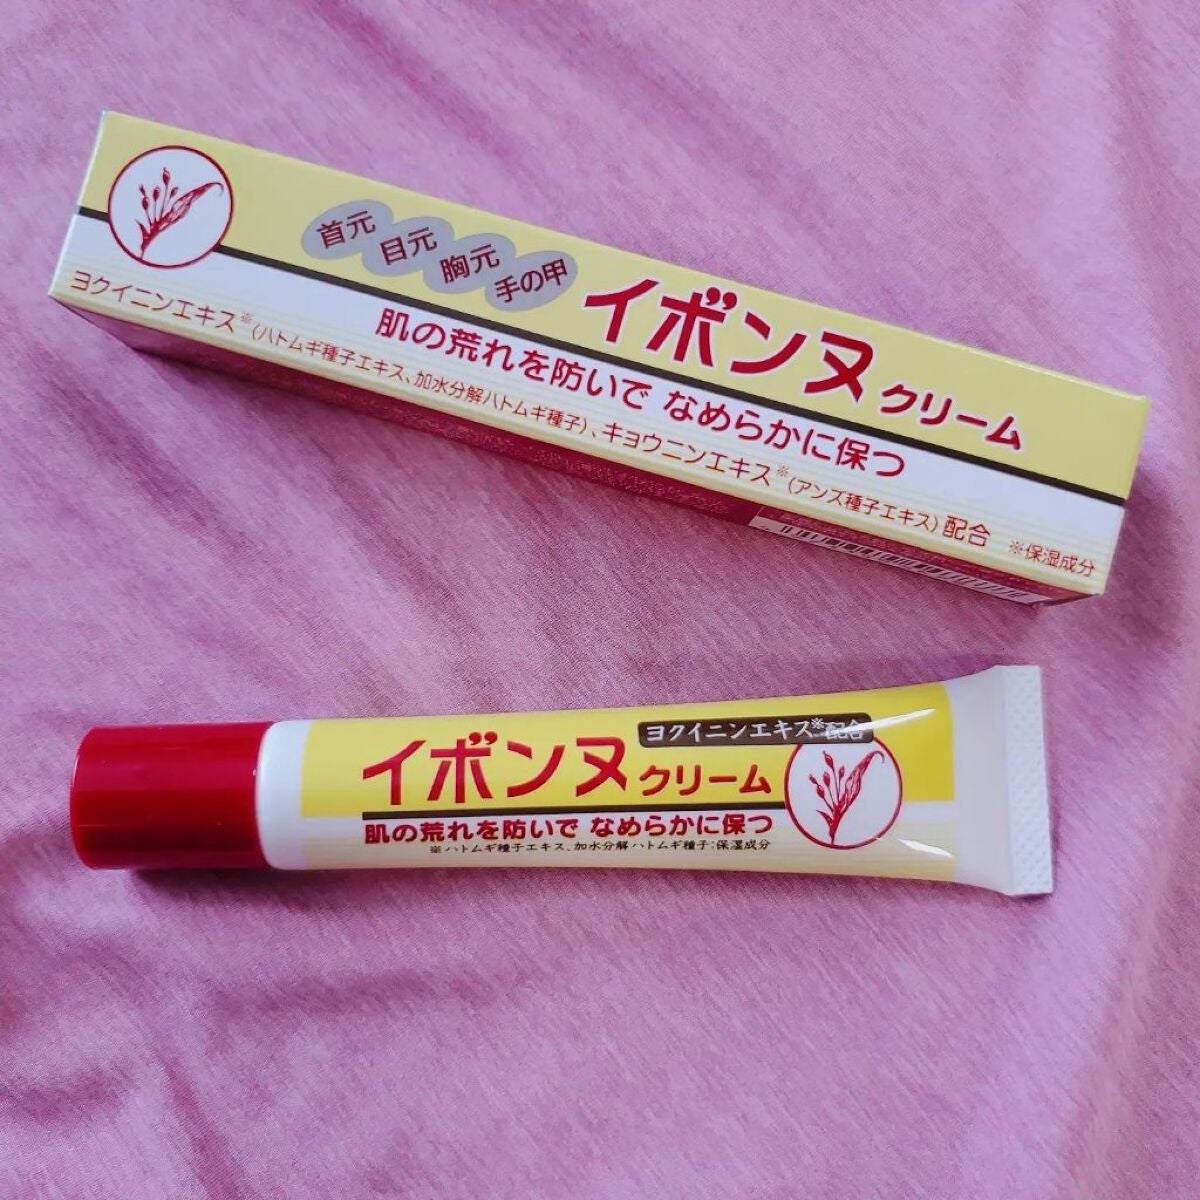 首元
目元
胸元
手の甲
イボンヌ クリーム
肌の荒れを防いで なめらかに保つ
ヨクイニンエキス※(ハトムギ種子エキス、加水分解ハトムギ種子)、キョウニンエキス※(アンズ種子エキス)配合 ※保湿成分
ヨクイニンエキス※配合
イボンヌ クリーム
肌の荒れを防いで なめらかに保つ
※ハトムギ種子エキス、加水分解ハトムギ種子:保湿成分